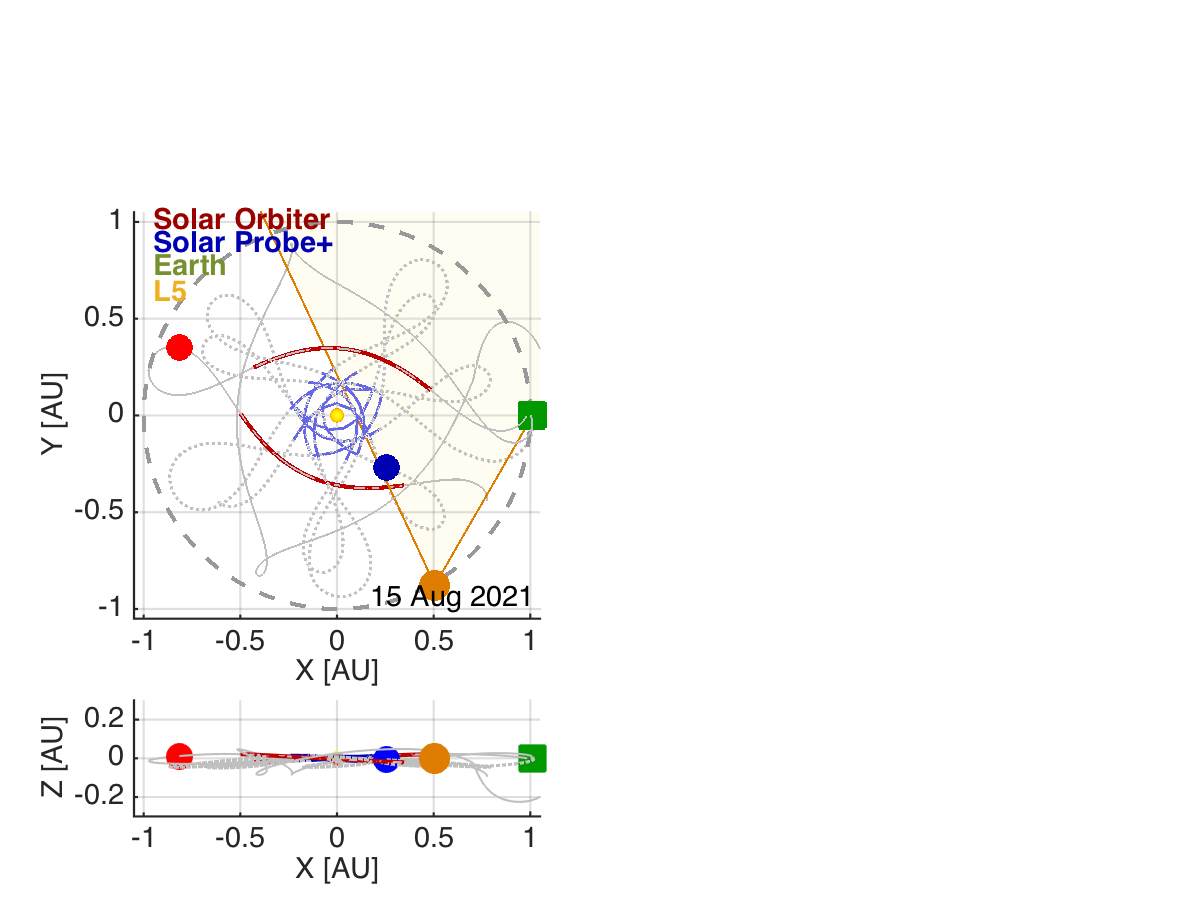 Solar Orbiter
Solar Probe+
Earth
L5
1
0.5
0
-0.5
-1
Y [AU]
15 Aug 2021
-1 -0.5 0 0.5 1
X [AU]
0.2
0
-0.2
Z [AU]
-1 -0.5 0 0.5 1
X [AU]